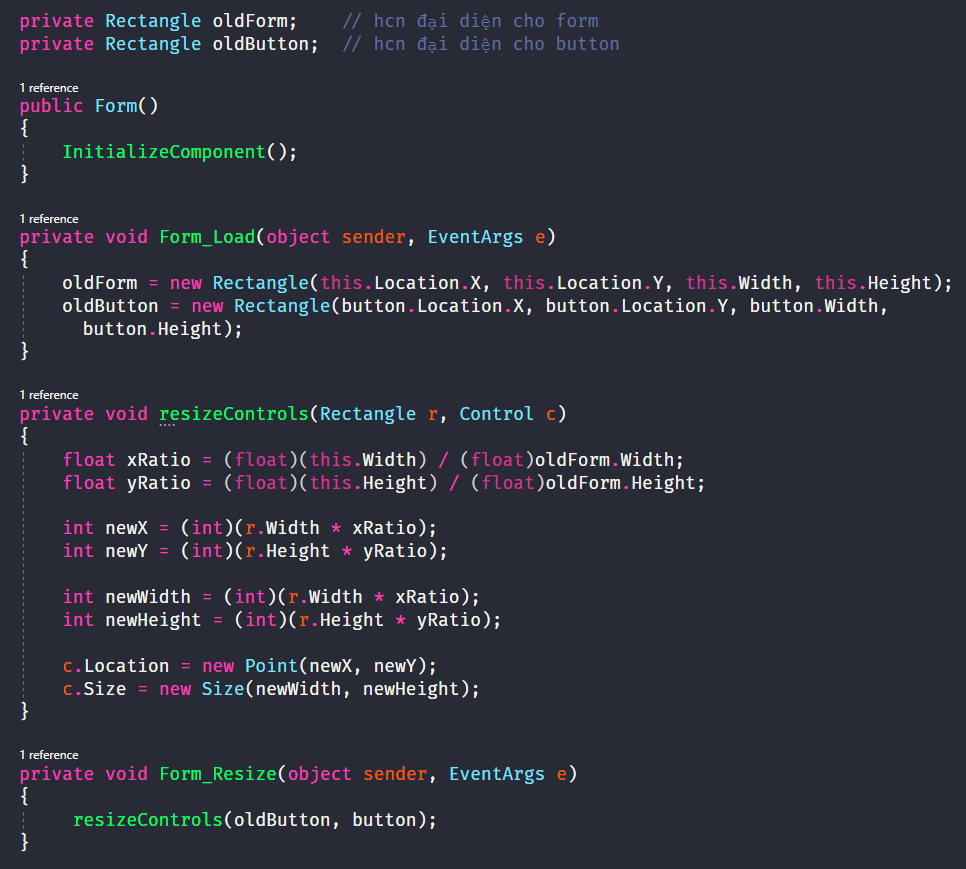 private Rectangle oldForm;    // hcn đại diện cho form
private Rectangle oldButton;  // hcn đại diện cho button
1 reference
public Form()
{
    InitializeComponent();
}
1 reference
private void Form_Load(object sender, EventArgs e)
{
    oldForm = new Rectangle(this.Location.X, this.Location.Y, this.Width, this.Height);
    oldButton = new Rectangle(button.Location.X, button.Location.Y, button.Width,
      button.Height);
}
1 reference
private void resizeControls(Rectangle r, Control c)
{
    float xRatio = (float)(this.Width) / (float)oldForm.Width;
    float yRatio = (float)(this.Height) / (float)oldForm.Height;
    int newX = (int)(r.Width * xRatio);
    int newY = (int)(r.Height * yRatio);
    int newWidth = (int)(r.Width * xRatio);
    int newHeight = (int)(r.Height * yRatio);
    c.Location = new Point(newX, newY);
    c.Size = new Size(newWidth, newHeight);
}
1 reference
private void Form_Resize(object sender, EventArgs e)
{
     resizeControls(oldButton, button);
}